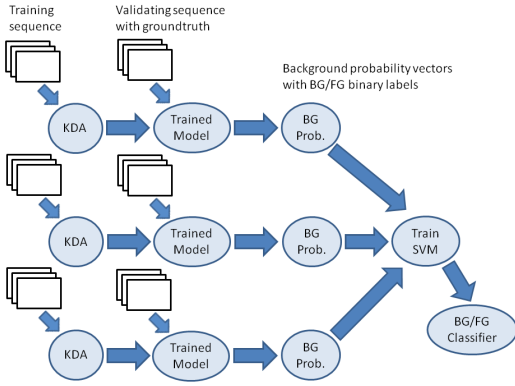 Training
sequence
Validating sequence
with groundtruth
Background probability vectors
with BG/FG binary labels
KDA
Trained
Model
BG
Prob.
KDA
Trained
Model
BG
Prob.
Train
SVM
BG/FG
Classifier
KDA
Trained
Model
BG
Prob.